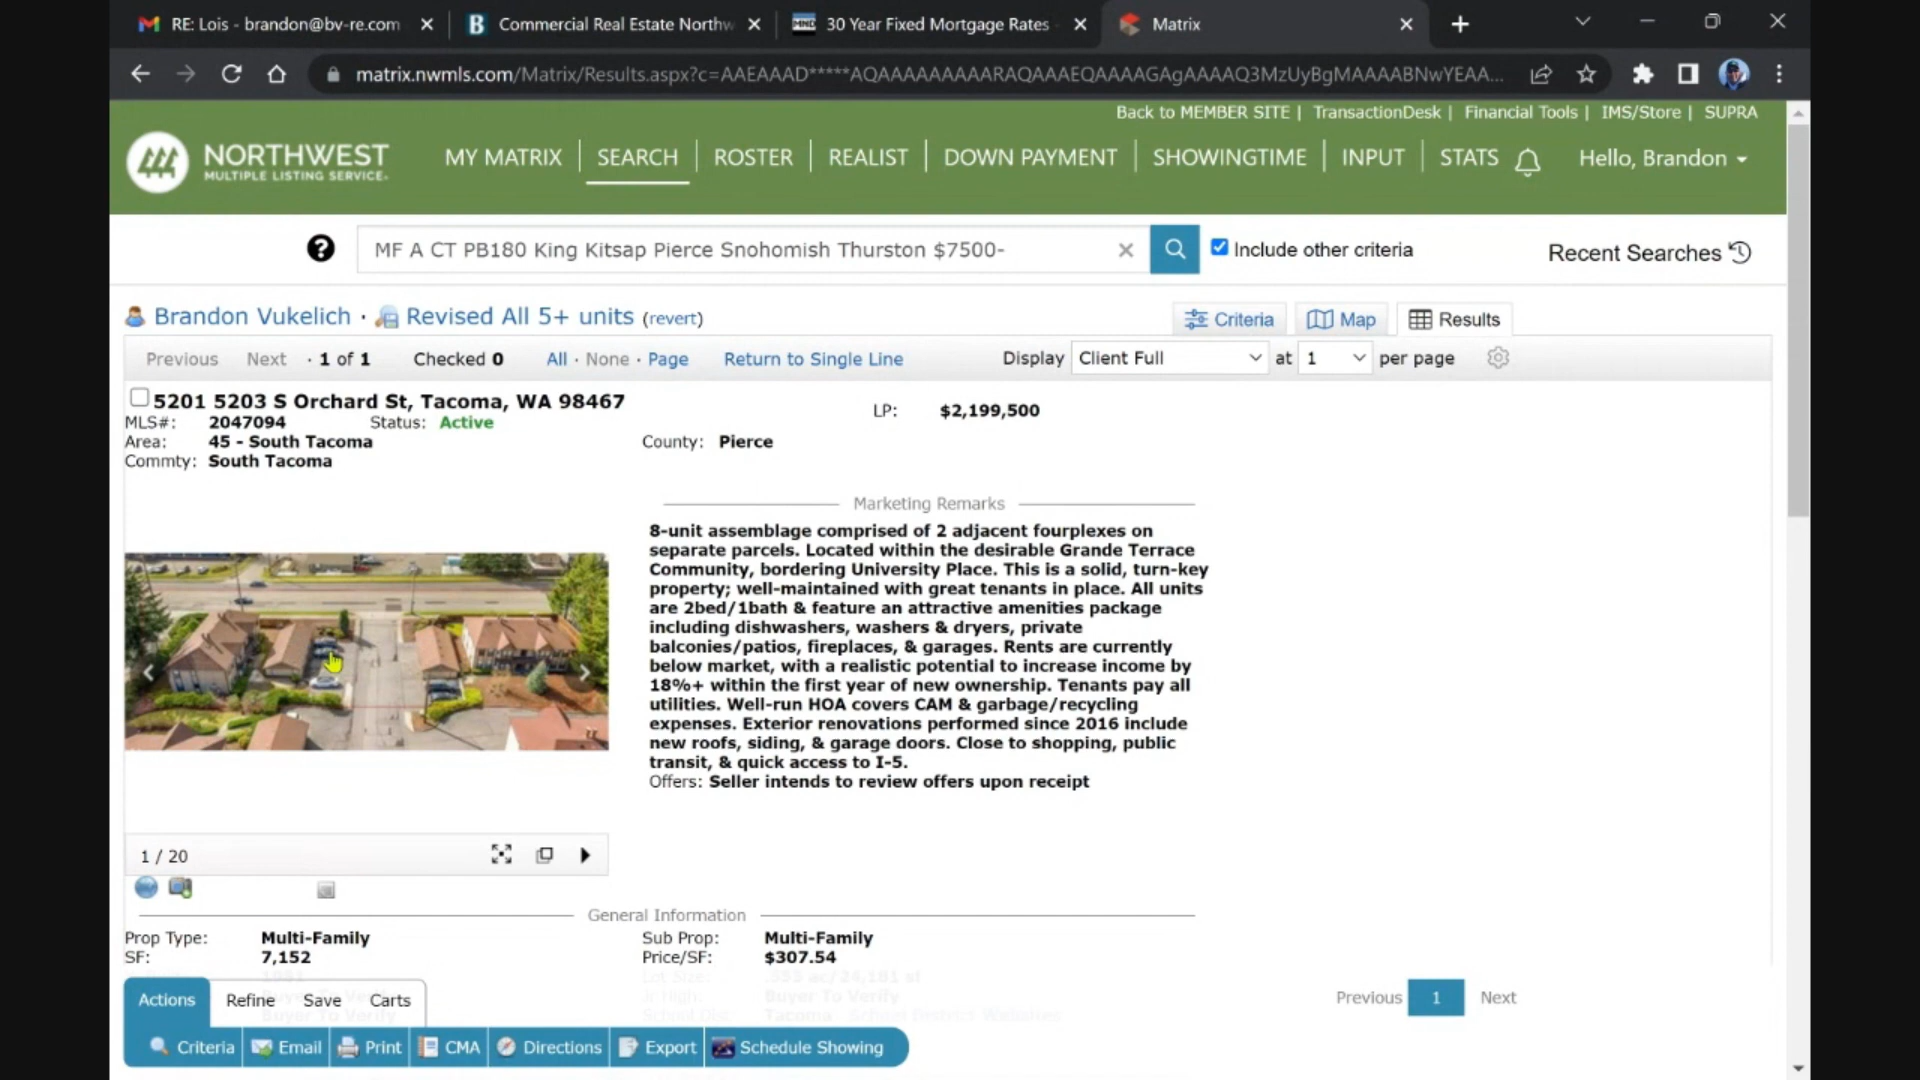 RE: Lois - brandon@bv-re.com
Commercial Real Estate Northw
30 Year Fixed Mortgage Rates
Matrix
matrix.nwmls.com/Matrix/Results.aspx?c=AAEAAAD*****AQAAAAAAAAARAQAAAEQAAAAGAgAAAAQ3MzUyBgMAAAABNwYEAA...
Back to MEMBER SITE | TransactionDesk | Financial Tools | IMS/Store | SUPRA
NORTHWEST
MULTIPLE LISTING SERVICE
MY MATRIX SEARCH ROSTER REALIST DOWN PAYMENT SHOWINGTIME INPUT STATS Hello, Brandon
MF A CT PB180 King Kitsap Pierce Snohomish Thurston $7500-
Include other criteria
Recent Searches
Brandon Vukelich · Revised All 5+ units (revert)
Criteria Map Results
Previous Next · 1 of 1 Checked 0 All · None · Page Return to Single Line Display Client Full at 1 per page
5201 5203 S Orchard St, Tacoma, WA 98467
LP: $2,199,500
MLS#: 2047094 Status: Active
Area: 45 - South Tacoma County: Pierce
Commty: South Tacoma
Marketing Remarks
8-unit assemblage comprised of 2 adjacent fourplexes on
separate parcels. Located within the desirable Grande Terrace
Community, bordering University Place. This is a solid, turn-key
property; well-maintained with great tenants in place. All units
are 2bed/1bath & feature an attractive amenities package
including dishwashers, washers & dryers, private
balconies/patios, fireplaces, & garages. Rents are currently
below market, with a realistic potential to increase income by
18%+ within the first year of new ownership. Tenants pay all
utilities. Well-run HOA covers CAM & garbage/recycling
expenses. Exterior renovations performed since 2016 include
new roofs, siding, & garage doors. Close to shopping, public
transit, & quick access to I-5.
Offers: Seller intends to review offers upon receipt
1 / 20
General Information
Prop Type: Multi-Family Sub Prop: Multi-Family
SF: 7,152 Price/SF: $307.54
Lot Size:
Jr High: Buyer To Verify
Buyer To Verify
School Dist: Tacoma
Actions Refine Save Carts
Previous 1 Next
Criteria Email Print CMA Directions Export Schedule Showing